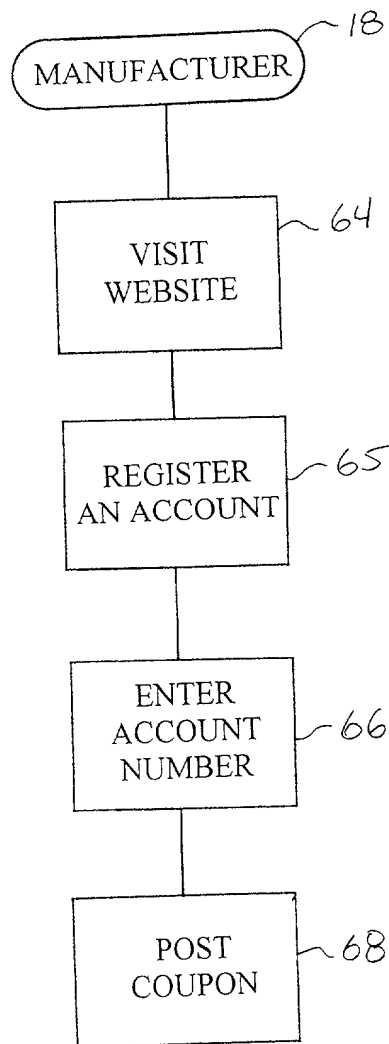 MANUFACTURER
18
VISIT
WEBSITE
64
REGISTER
AN ACCOUNT
65
ENTER
ACCOUNT
NUMBER
66
POST
COUPON
68